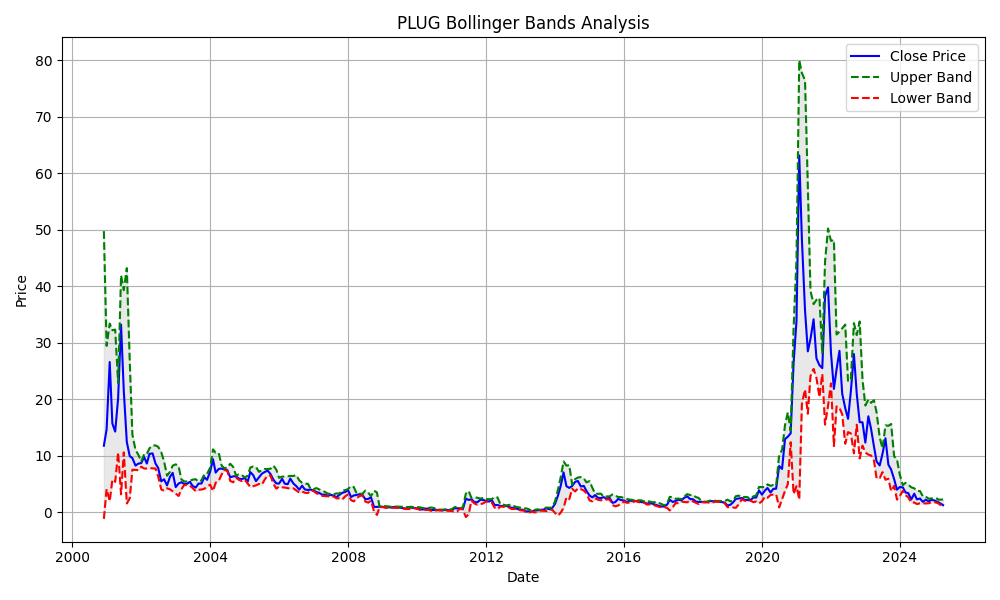 PLUG Bollinger Bands Analysis
Close Price
Upper Band
Lower Band
Price
80
70
60
50
40
30
20
10
0
2000 2004 2008 2012 2016 2020 2024
Date